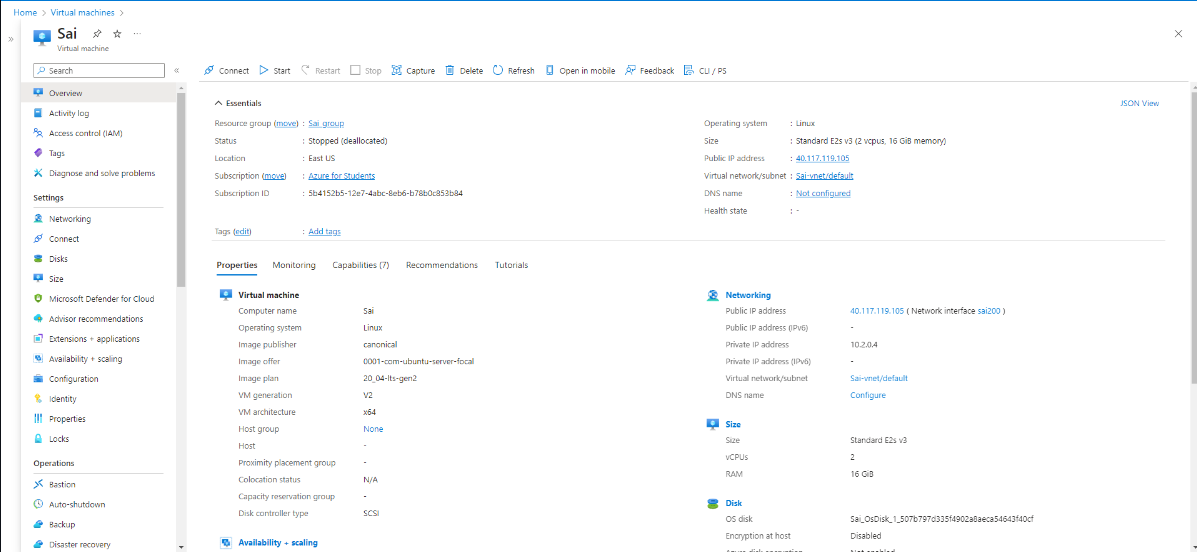 Home > Virtual machines >
Sai
Virtual machine
Search
Overview
Activity log
Access control (IAM)
Tags
Diagnose and solve problems
Settings
Networking
Connect
Disks
Size
Microsoft Defender for Cloud
Advisor recommendations
Extensions + applications
Availability + scaling
Configuration
Identity
Properties
Locks
Operations
Bastion
Auto-shutdown
Backup
Disaster recovery
Connect Start Restart Stop Capture Delete Refresh Open in mobile Feedback CLI / PS
Essentials
JSON View
Resource group (move) : Sai_group
Status : Stopped (deallocated)
Location : East US
Subscription (move) : Azure for Students
Subscription ID : 5b4152b5-12e7-4abc-8eb6-b78b0c853b84
Operating system : Linux
Size : Standard E2s v3 (2 vcpus, 16 GiB memory)
Public IP address : 40.117.119.105
Virtual network/subnet : Sai-vnet/default
DNS name : Not configured
Health state : -
Tags (edit) : Add tags
Properties Monitoring Capabilities (7) Recommendations Tutorials
Virtual machine
Computer name Sai
Operating system Linux
Image publisher canonical
Image offer 0001-com-ubuntu-server-focal
Image plan 20_04-lts-gen2
VM generation V2
VM architecture x64
Host group None
Host -
Proximity placement group -
Colocation status N/A
Capacity reservation group -
Disk controller type SCSI
Availability + scaling
Networking
Public IP address 40.117.119.105 ( Network interface sai200 )
Public IP address (IPv6) -
Private IP address 10.2.0.4
Private IP address (IPv6) -
Virtual network/subnet Sai-vnet/default
DNS name Configure
Size
Size Standard E2s v3
vCPUs 2
RAM 16 GiB
Disk
OS disk Sai_OsDisk_1_507b797d335f4902a8aeca54643f40cf
Encryption at host Disabled
Azure disk encryption Not enabled